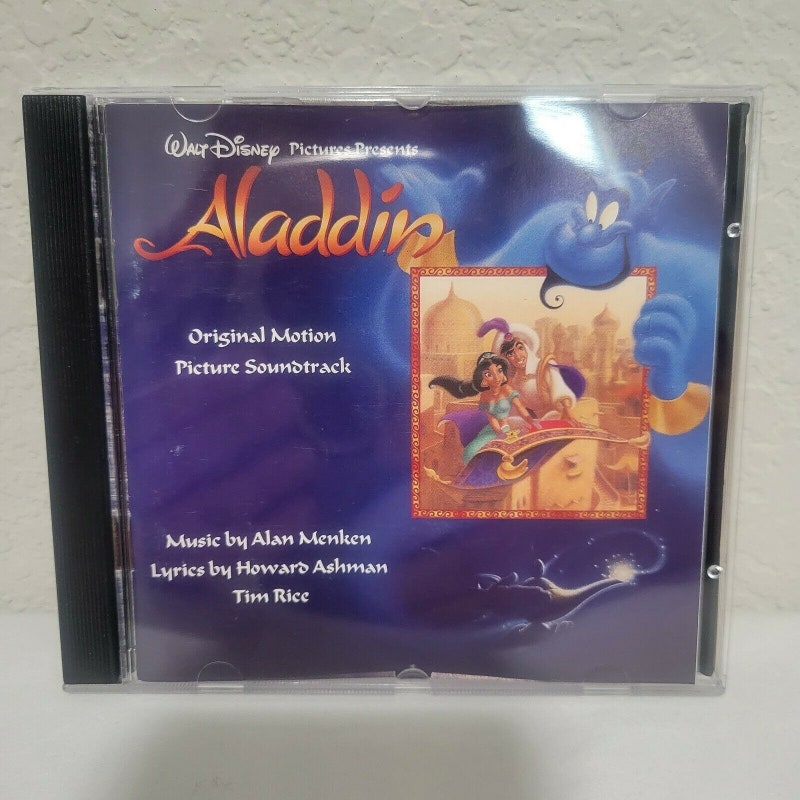 Walt Disney Pictures Presents
Aladdin
Original Motion
Picture Soundtrack
Music by Alan Menken
Lyrics by Howard Ashman
Tim Rice